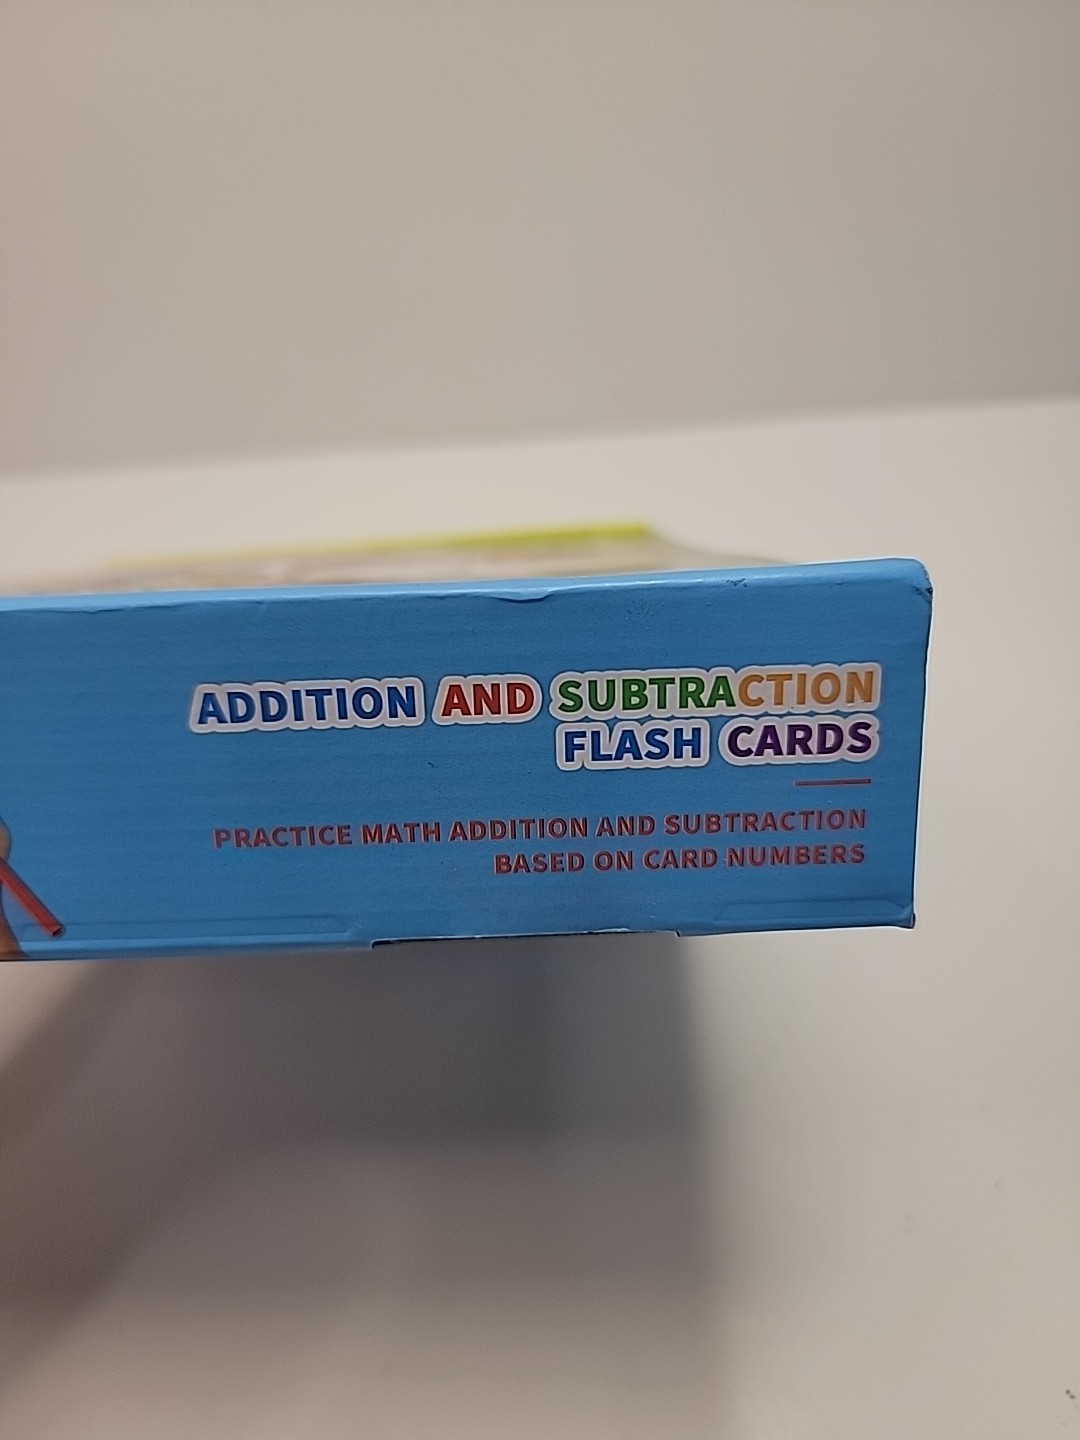 ADDITION AND SUBTRACTION
FLASH CARDS
PRACTICE MATH ADDITION AND SUBTRACTION
BASED ON CARD NUMBERS